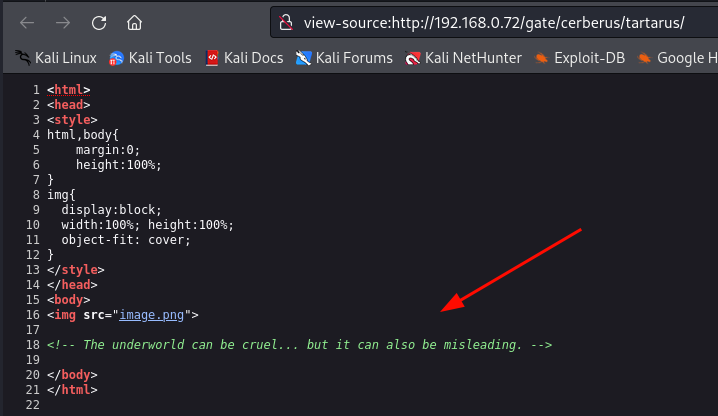 view-source:http://192.168.0.72/gate/cerberus/tartarus/
Kali Linux Kali Tools Kali Docs Kali Forums Kali NetHunter Exploit-DB Google H
1 <html>
2 <head>
3 <style>
4 html,body{
5     margin:0;
6     height:100%;
7 }
8 img{
9   display:block;
10   width:100%; height:100%;
11   object-fit: cover;
12 }
13 </style>
14 </head>
15 <body>
16 <img src="image.png">
17
18 <!-- The underworld can be cruel... but it can also be misleading. -->
19
20 </body>
21 </html>
22